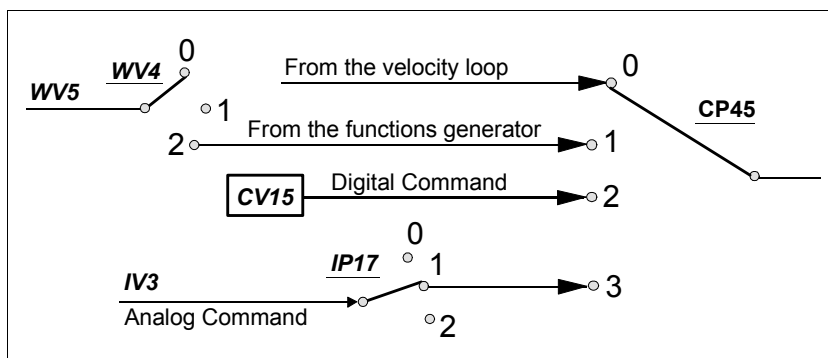 0
WV4
WV5
1
From the velocity loop
0
CP45
2
From the functions generator
1
CV15
Digital Command
2
0
IP17
1
IV3
3
Analog Command
2